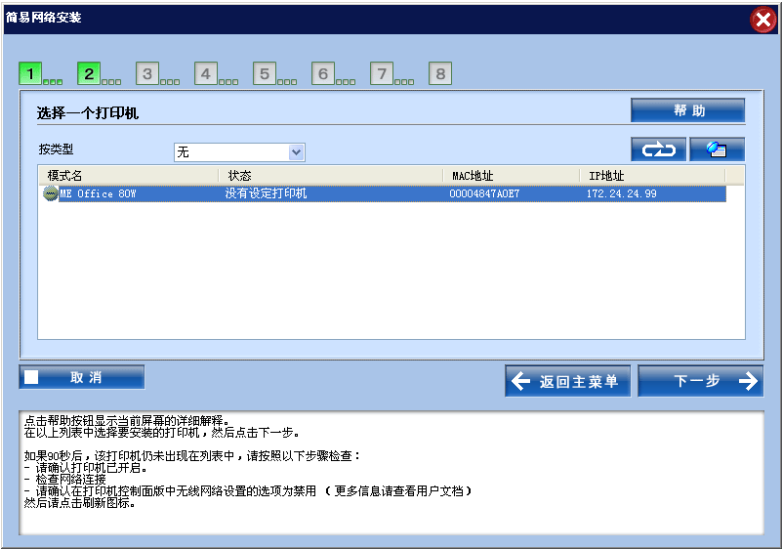 简易网络安装
1 2 3 4 5 6 7 8
选择一个打印机
帮助
按类型
无
模式名 状态 MAC地址 IP地址
ME Office 80W 没有设定打印机 00004847A0E7 172.24.24.99
取消
返回主菜单
下一步
点击帮助按钮显示当前屏幕的详细解释。
在以上列表中选择要安装的打印机，然后点击下一步。
如果90秒后，该打印机仍未出现在列表中，请按照以下步骤检查：
- 请确认打印机已开启。
- 检查网络连接
- 请确认在打印机控制面版中无线网络设置的选项为禁用 （更多信息请查看用户文档）
然后请点击刷新图标。